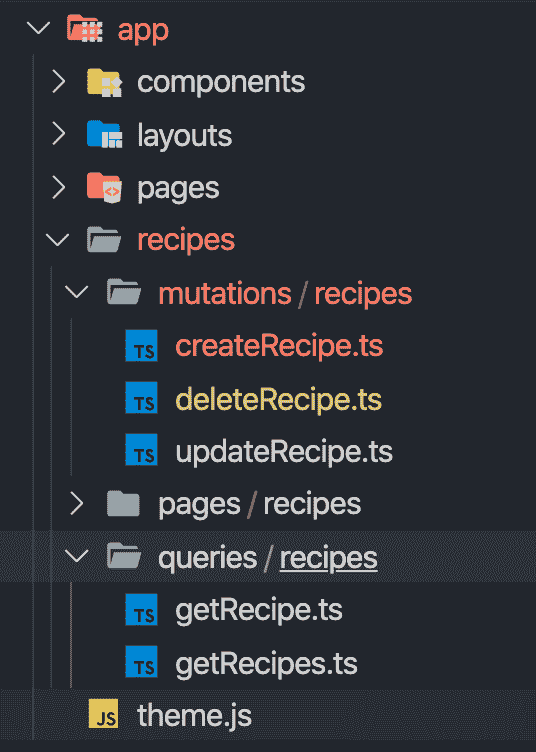 app
components
layouts
pages
recipes
mutations / recipes
TS createRecipe.ts
TS deleteRecipe.ts
TS updateRecipe.ts
pages / recipes
queries / recipes
TS getRecipe.ts
TS getRecipes.ts
JS theme.js